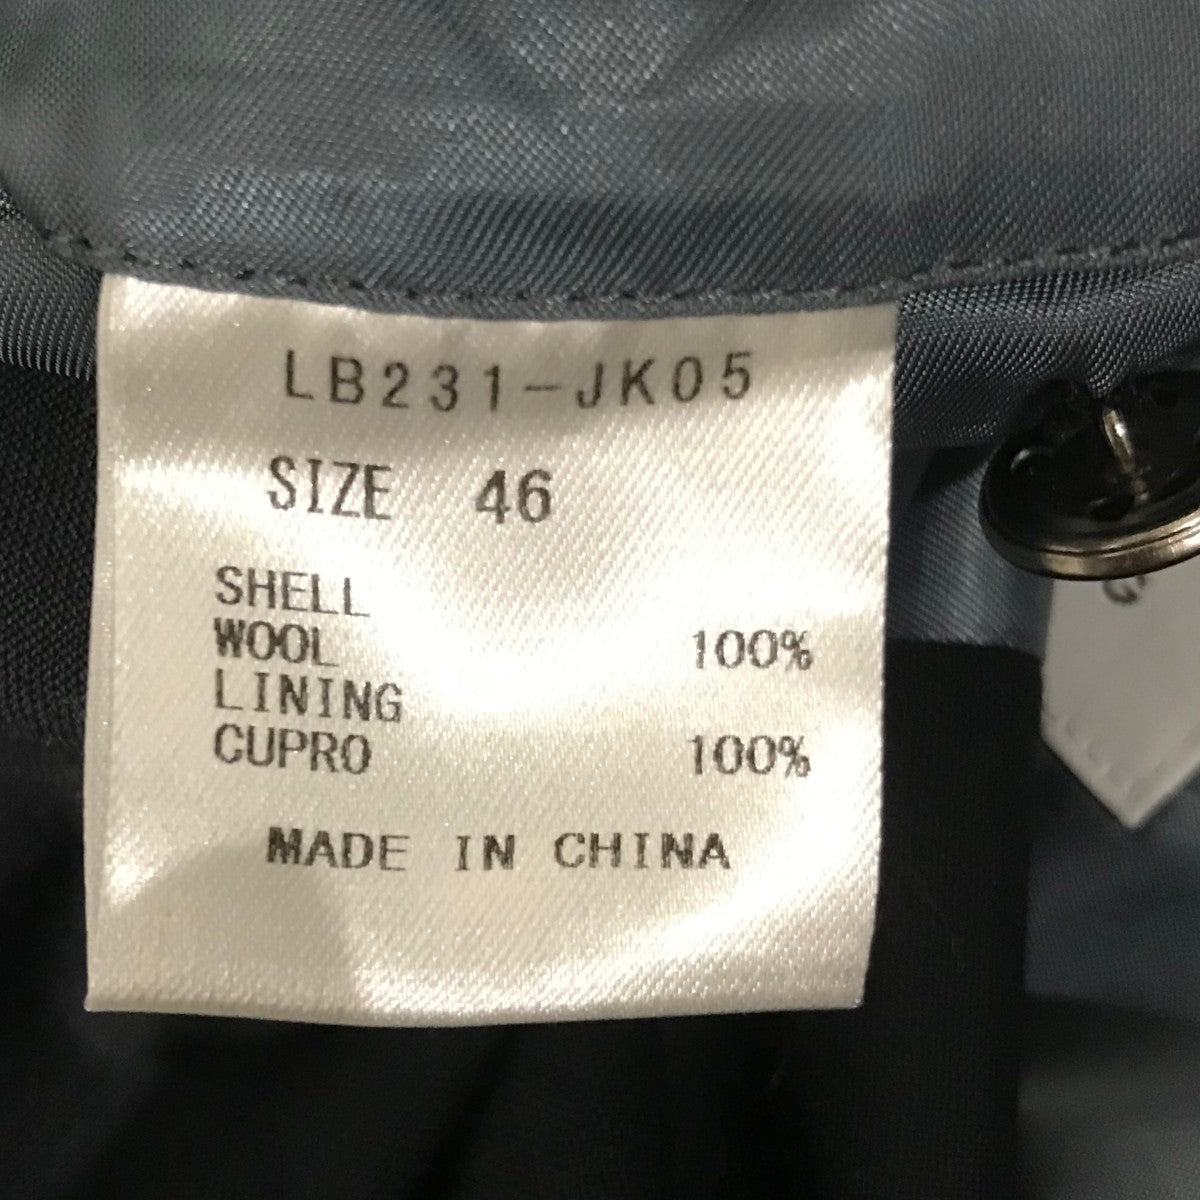 LB231-JK05
SIZE 46
SHELL
WOOL 100%
LINING
CUPRO 100%
MADE IN CHINA